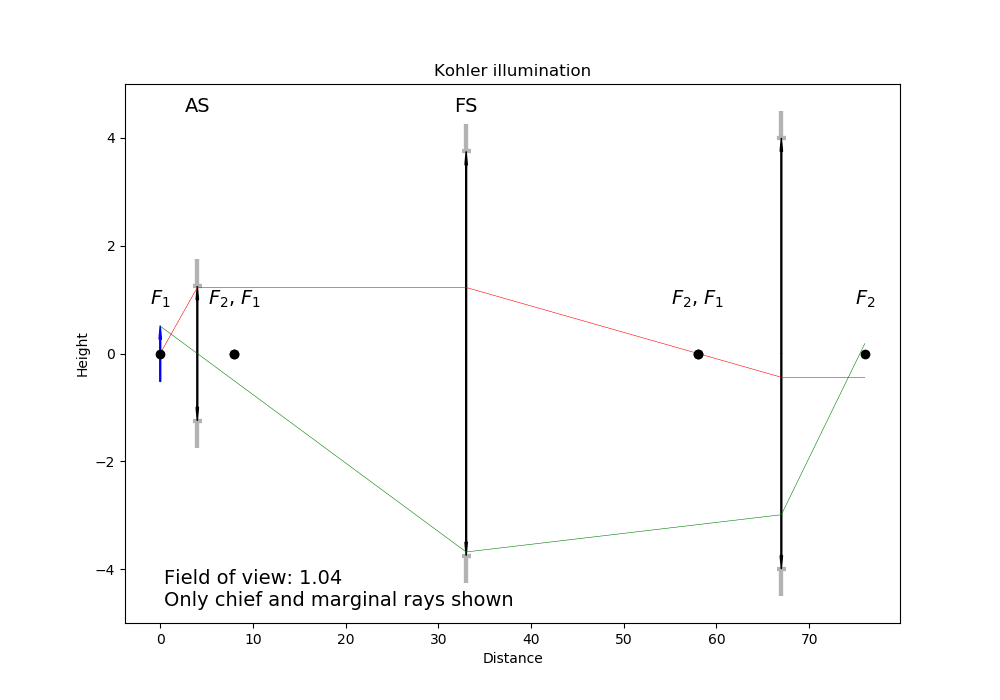 Kohler illumination
AS
FS
F1
F2, F1
F2, F1
F2
Height
4
2
0
−2
−4
Field of view: 1.04
Only chief and marginal rays shown
0
10
20
30
40
50
60
70
Distance